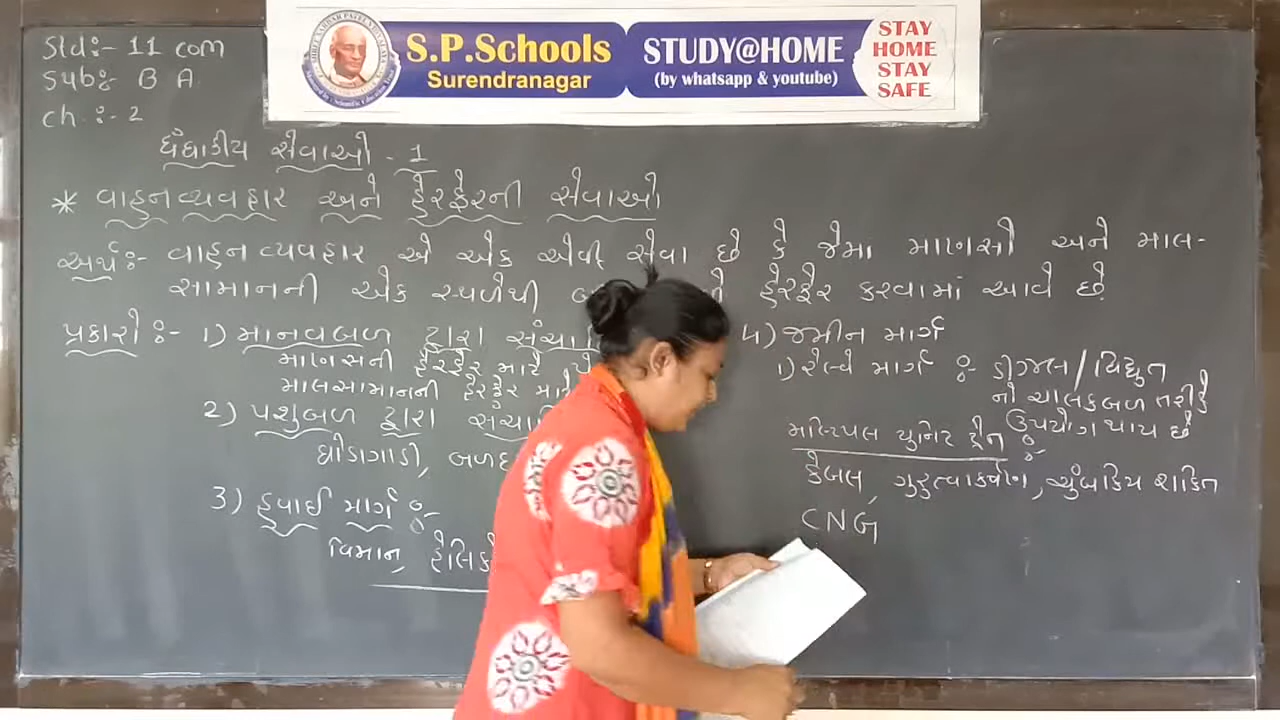 S.P.Schools
Surendranagar
STUDY@HOME
(by whatsapp & youtube)
STAY
HOME
STAY
SAFE
Std:- 11 com
Sub:- B A
ch :- 2
ધંધાકીય સેવાઓ - 1
* વાહનવ્યવહાર અને હેરફેરની સેવાઓ
અર્થ:- વાહનવ્યવહાર એ એક એવી સેવા છે કે જેમા માણસો અને માલ-
સામાનની એક સ્થળેથી હેરફેર કરવામાં આવે છે
પ્રકારો :- 1) માનવબળ દ્વારા
માણસની હેરફેર માટે
માલસામાનની હેરફેર માટે
2) પશુબળ દ્વારા
ઘોડાગાડી,
3) હવાઈ માર્ગ :-
વિમાન,
4) જમીન માર્ગ
1) રેલ્વે માર્ગ :- ડીઝલ/વિદ્યુત
નો ચાલકબળ તરીકે
ઉપયોગ થાય છે
મલ્ટિપલ યુનિટ ટ્રેન :-
કેબલ, ગુરુત્વાકર્ષણ, ચુંબકિય શક્તિ
CNG